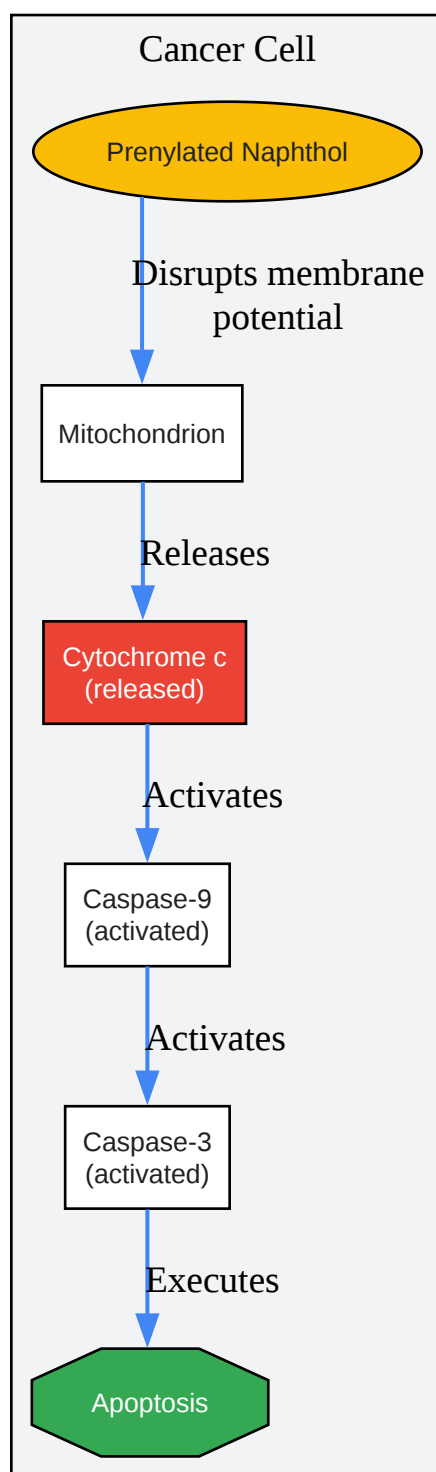 Cancer Cell
Prenylated Naphthol
Disrupts membrane
potential
Mitochondrion
Releases
Cytochrome c
(released)
Activates
Caspase-9
(activated)
Activates
Caspase-3
(activated)
Executes
Apoptosis